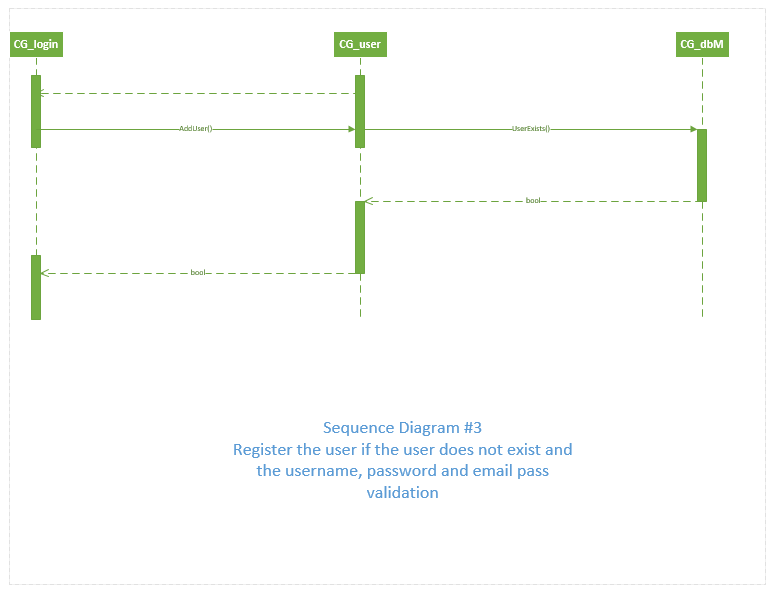 CG_login
CG_user
CG_dbM
AddUser()
UserExists()
bool
bool
Sequence Diagram #3
Register the user if the user does not exist and
the username, password and email pass
validation